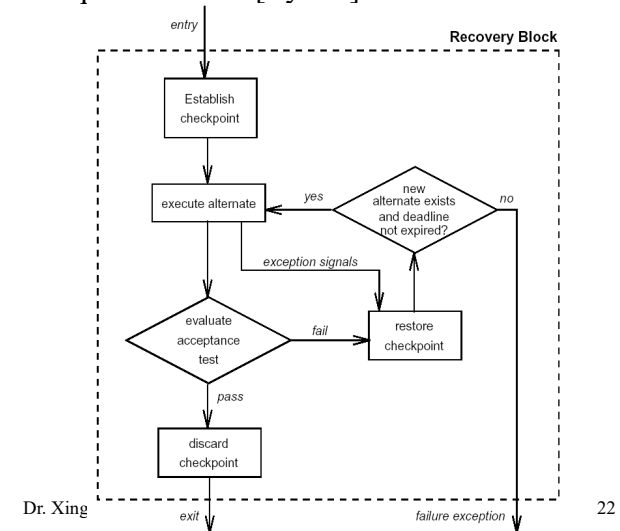 entry
Recovery Block
Establish
checkpoint
execute alternate
yes
new
alternate exists
and deadline
not expired?
no
exception signals
evaluate
acceptance
test
fail
restore
checkpoint
pass
discard
checkpoint
Dr. Xing
22
exit
failure exception